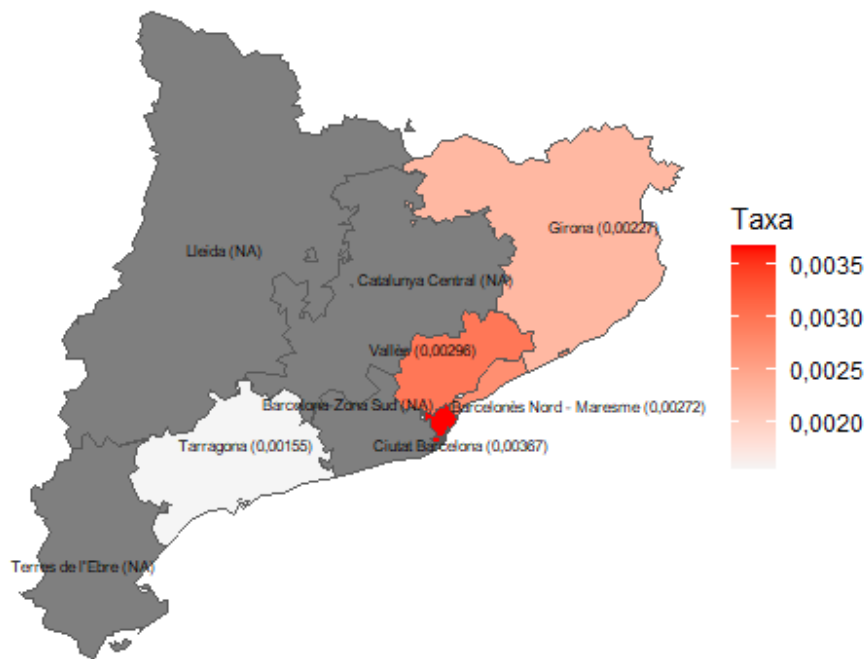 Girona (0,00227)
Lleida (NA)
Catalunya Central (NA)
Vallès (0,00296)
Barcelona-Zona Sud (NA)
Barcelonès Nord - Maresme (0,00272)
Tarragona (0,00155)
Ciutat Barcelona (0,00367)
Terres de l'Ebre (NA)
Taxa
0,0035
0,0030
0,0025
0,0020